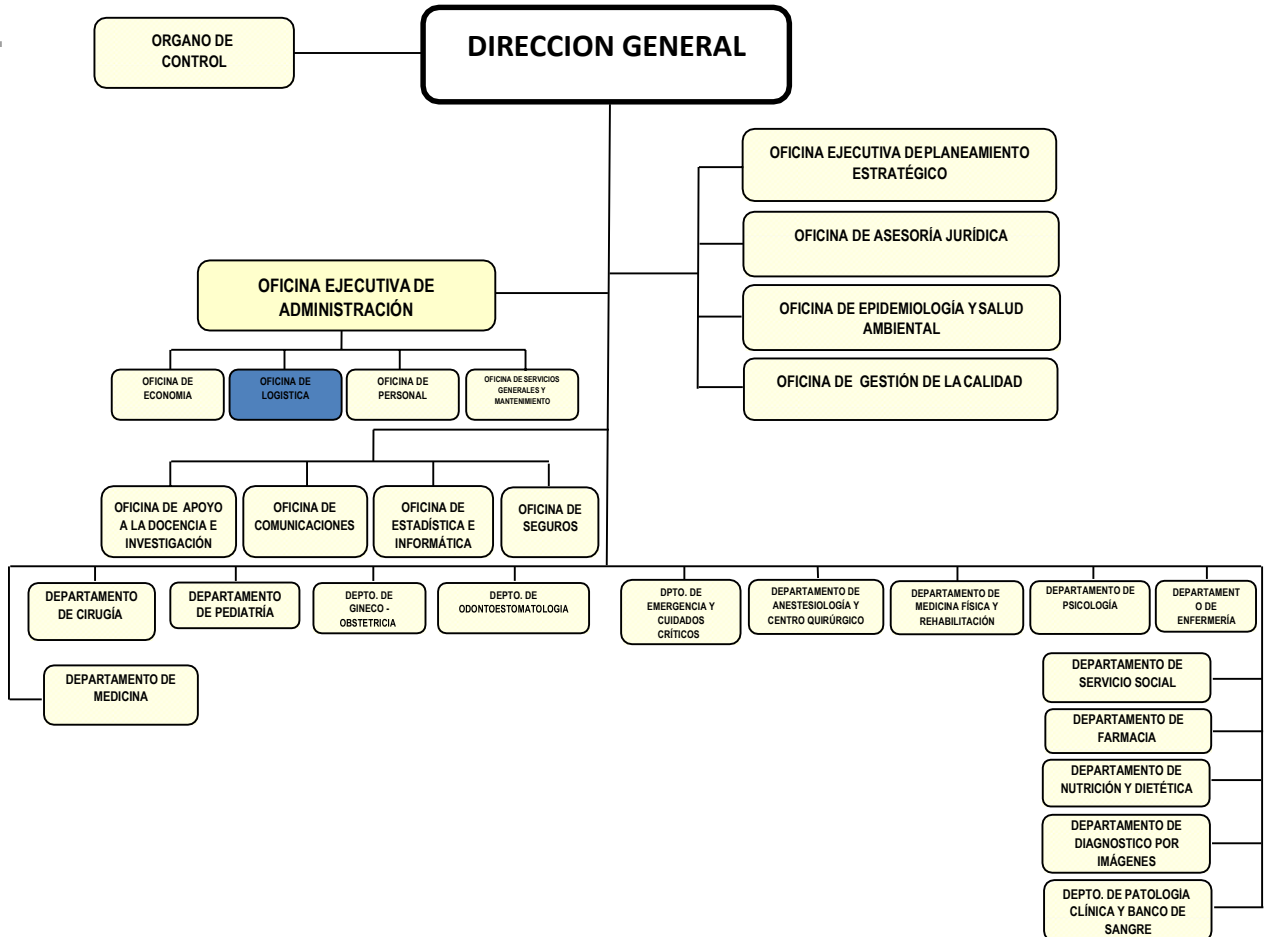 ORGANO DE
CONTROL
DIRECCION GENERAL
OFICINA EJECUTIVA DE PLANEAMIENTO
ESTRATÉGICO
OFICINA DE ASESORÍA JURÍDICA
OFICINA DE EPIDEMIOLOGÍA Y SALUD
AMBIENTAL
OFICINA DE GESTIÓN DE LA CALIDAD
OFICINA EJECUTIVA DE
ADMINISTRACIÓN
OFICINA DE
ECONOMIA
OFICINA DE
LOGISTICA
OFICINA DE
PERSONAL
OFICINA DE SERVICIOS
GENERALES Y
MANTENIMIENTO
OFICINA DE APOYO
A LA DOCENCIA E
INVESTIGACIÓN
OFICINA DE
COMUNICACIONES
OFICINA DE
ESTADÍSTICA E
INFORMÁTICA
OFICINA DE
SEGUROS
DEPARTAMENTO
DE CIRUGÍA
DEPARTAMENTO
DE PEDIATRÍA
DEPTO. DE
GINECO -
OBSTETRICIA
DEPTO. DE
ODONTOESTOMATOLOGIA
DPTO. DE
EMERGENCIA Y
CUIDADOS
CRÍTICOS
DEPARTAMENTO DE
ANESTESIOLOGÍA Y
CENTRO QUIRÚRGICO
DEPARTAMENTO DE
MEDICINA FÍSICA Y
REHABILITACIÓN
DEPARTAMENTO DE
PSICOLOGÍA
DEPARTAMENT
O DE
ENFERMERÍA
DEPARTAMENTO DE
MEDICINA
DEPARTAMENTO DE
SERVICIO SOCIAL
DEPARTAMENTO DE
FARMACIA
DEPARTAMENTO DE
NUTRICIÓN Y DIETÉTICA
DEPARTAMENTO DE
DIAGNOSTICO POR
IMÁGENES
DEPTO. DE PATOLOGÍA
CLÍNICA Y BANCO DE
SANGRE